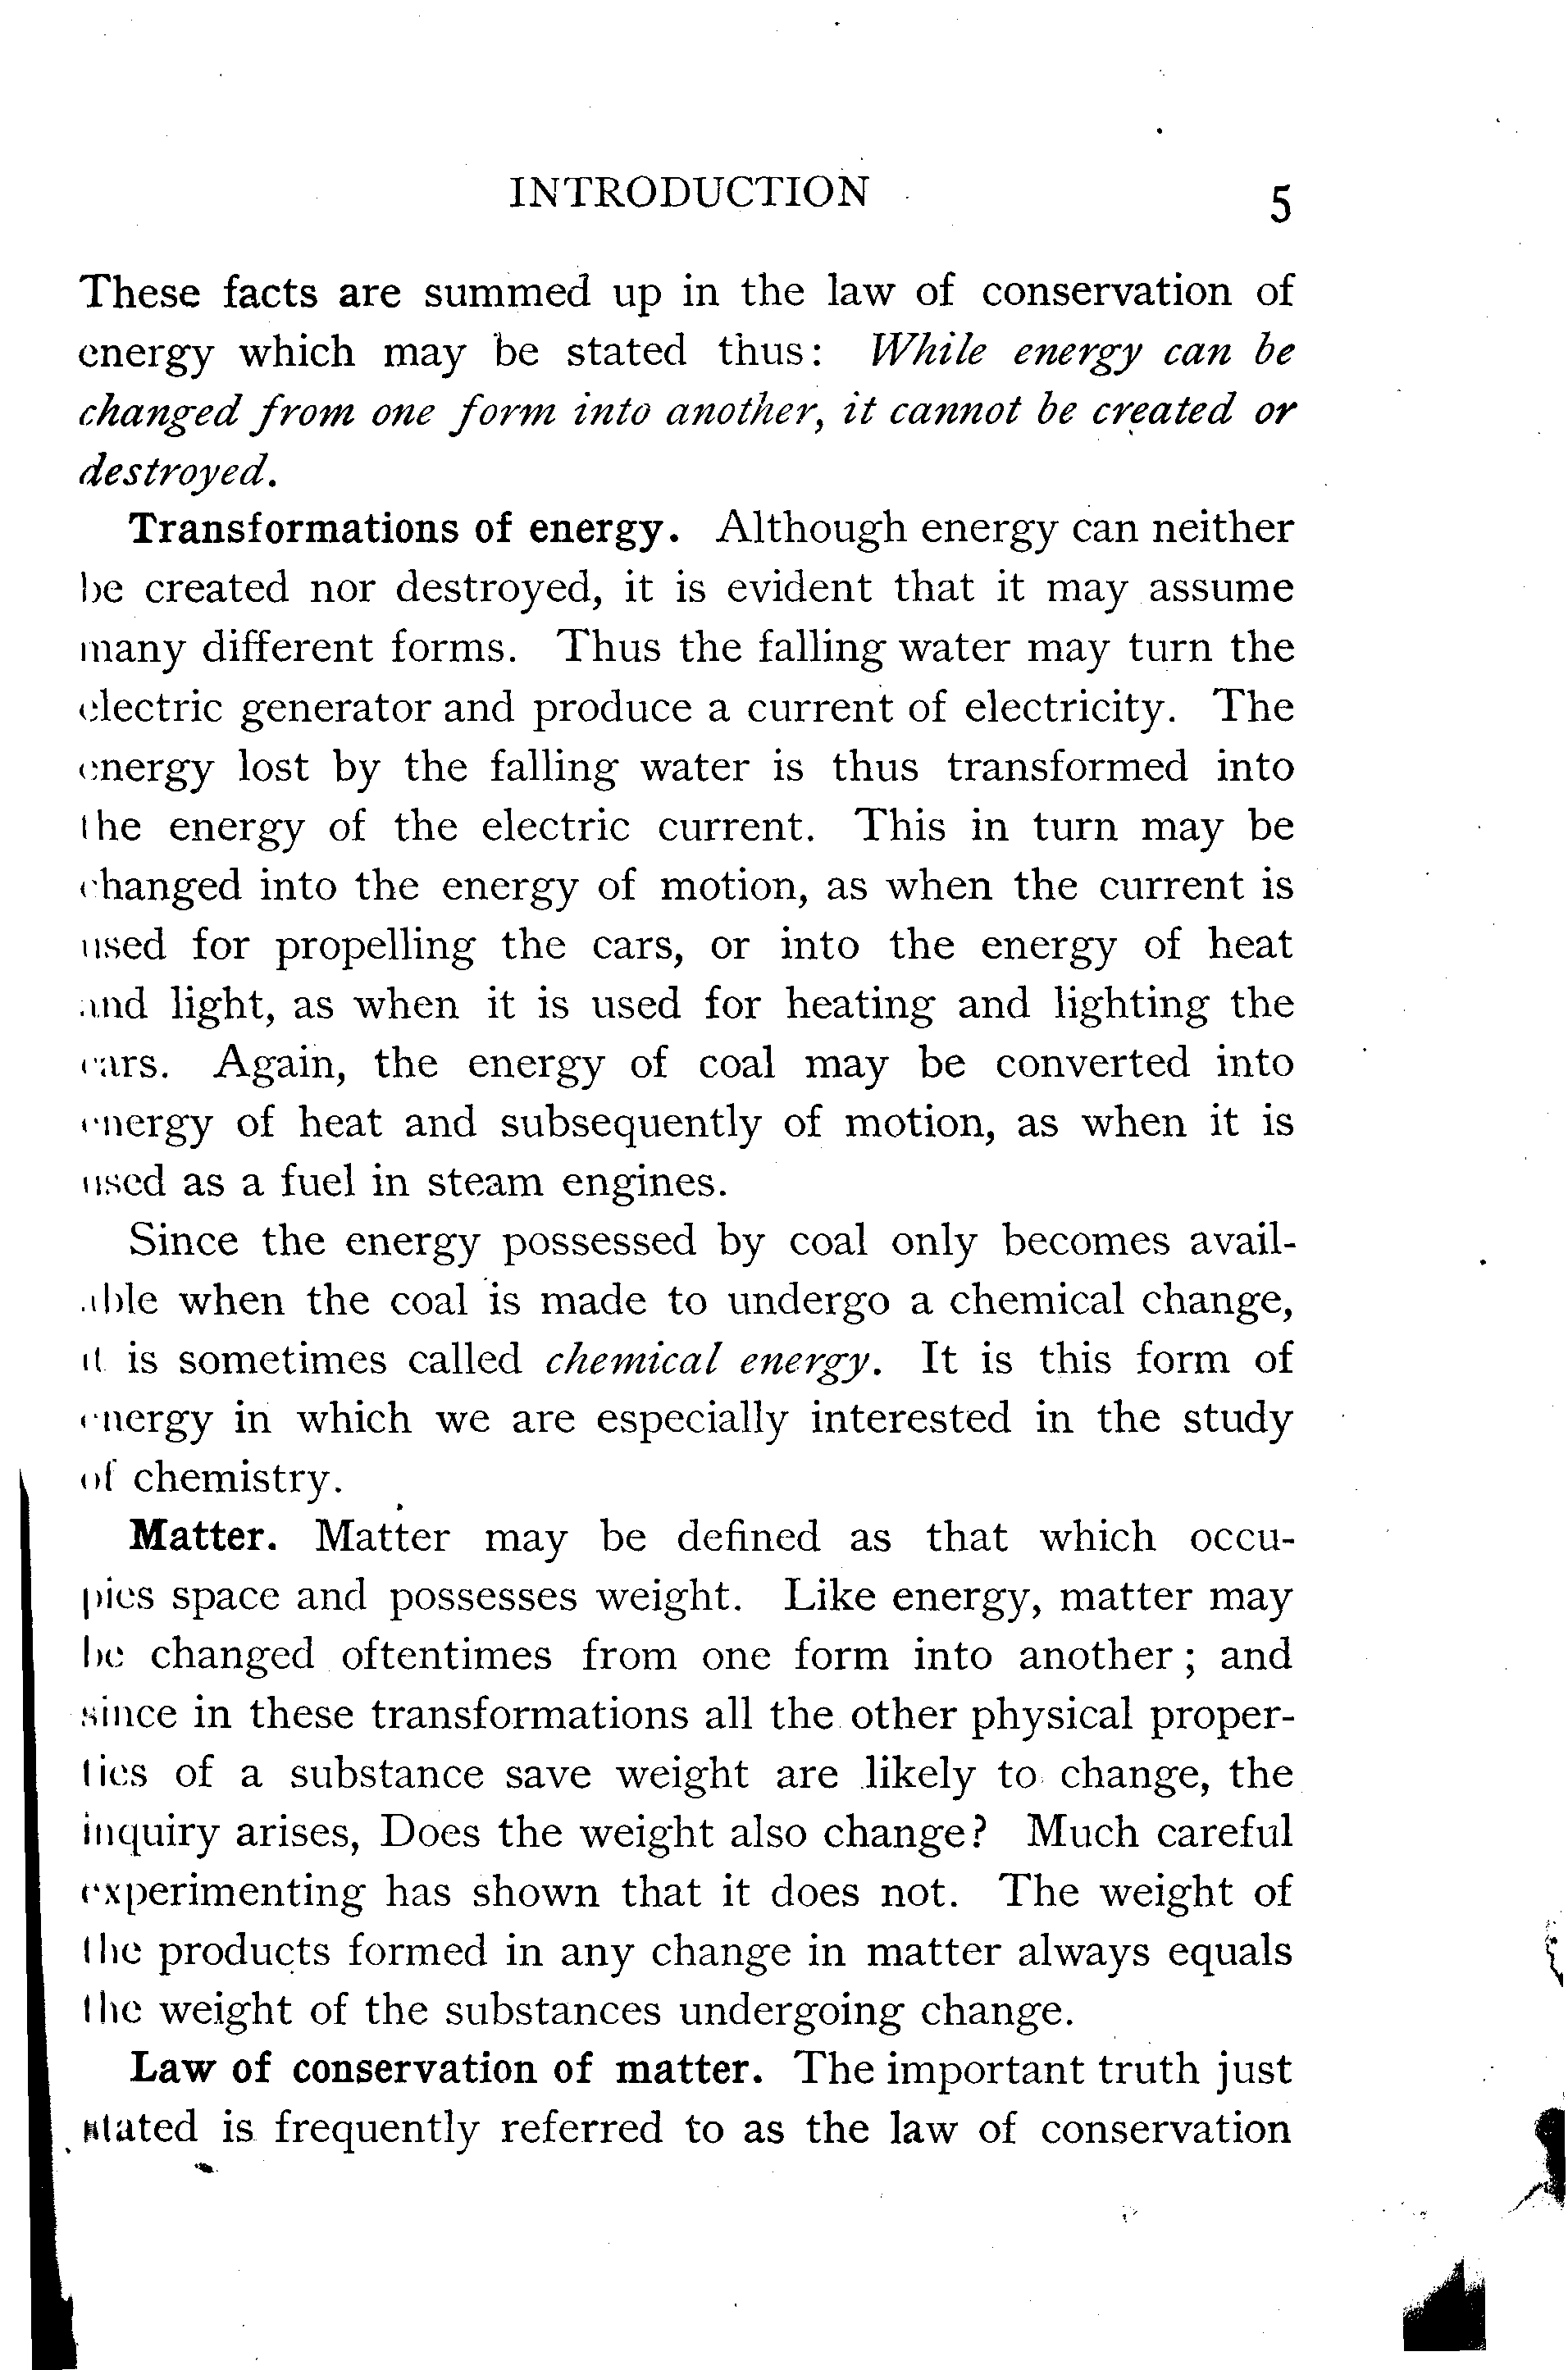 INTRODUCTION 5
These facts are summed up in the law of conservation of
energy which may be stated thus: While energy can be
changed from one form into another, it cannot be created or
destroyed.
Transformations of energy. Although energy can neither
be created nor destroyed, it is evident that it may assume
many different forms. Thus the falling water may turn the
electric generator and produce a current of electricity. The
energy lost by the falling water is thus transformed into
the energy of the electric current. This in turn may be
changed into the energy of motion, as when the current is
used for propelling the cars, or into the energy of heat
and light, as when it is used for heating and lighting the
cars. Again, the energy of coal may be converted into
energy of heat and subsequently of motion, as when it is
used as a fuel in steam engines.
Since the energy possessed by coal only becomes avail-
able when the coal is made to undergo a chemical change,
it is sometimes called chemical energy. It is this form of
energy in which we are especially interested in the study
of chemistry.
Matter. Matter may be defined as that which occu-
pies space and possesses weight. Like energy, matter may
be changed oftentimes from one form into another; and
since in these transformations all the other physical proper-
ties of a substance save weight are likely to change, the
inquiry arises, Does the weight also change? Much careful
experimenting has shown that it does not. The weight of
the products formed in any change in matter always equals
the weight of the substances undergoing change.
Law of conservation of matter. The important truth just
stated is frequently referred to as the law of conservation